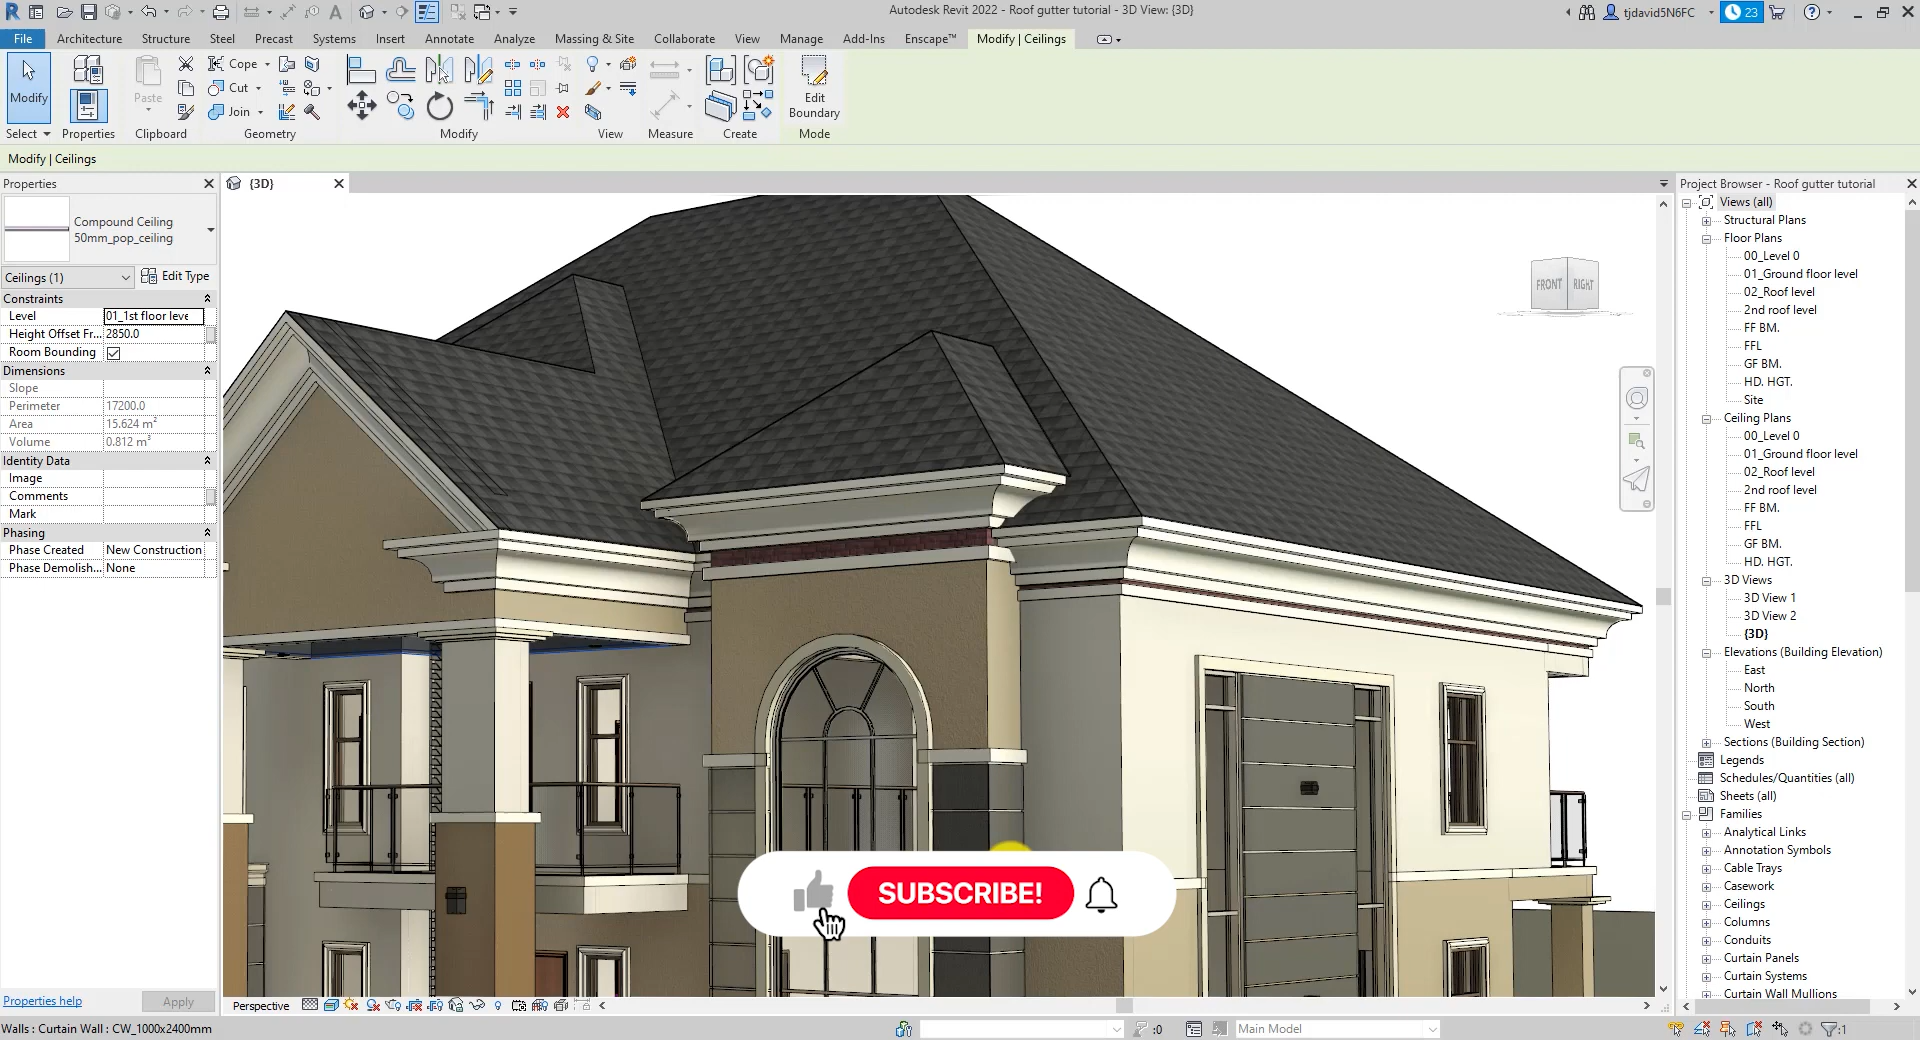 Autodesk Revit 2022 - Roof gutter tutorial - 3D View: {3D}
tjdavid5N6FC
23
File Architecture Structure Steel Precast Systems Insert Annotate Analyze Massing & Site Collaborate View Manage Add-Ins Enscape™ Modify | Ceilings
Modify
Paste
Cope
Cut
Join
Edit
Boundary
Select Properties Clipboard Geometry Modify View Measure Create Mode
Modify | Ceilings
Properties
{3D}
Project Browser - Roof gutter tutorial
Compound Ceiling
50mm_pop_ceiling
Ceilings (1)
Edit Type
Constraints
Level 01_1st floor leve
Height Offset Fr... 2850.0
Room Bounding
Dimensions
Slope
Perimeter 17200.0
Area 15.624 m²
Volume 0.812 m³
Identity Data
Image
Comments
Mark
Phasing
Phase Created New Construction
Phase Demolish... None
Properties help
Apply
FRONT RIGHT
SUBSCRIBE!
Views (all)
Structural Plans
Floor Plans
00_Level 0
01_Ground floor level
02_Roof level
2nd roof level
FF BM.
FFL
GF BM.
HD. HGT.
Site
Ceiling Plans
00_Level 0
01_Ground floor level
02_Roof level
2nd roof level
FF BM.
FFL
GF BM.
HD. HGT.
3D Views
3D View 1
3D View 2
{3D}
Elevations (Building Elevation)
East
North
South
West
Sections (Building Section)
Legends
Schedules/Quantities (all)
Sheets (all)
Families
Analytical Links
Annotation Symbols
Cable Trays
Casework
Ceilings
Columns
Conduits
Curtain Panels
Curtain Systems
Curtain Wall Mullions
Perspective
Walls : Curtain Wall : CW_1000x2400mm
:0
Main Model
:1